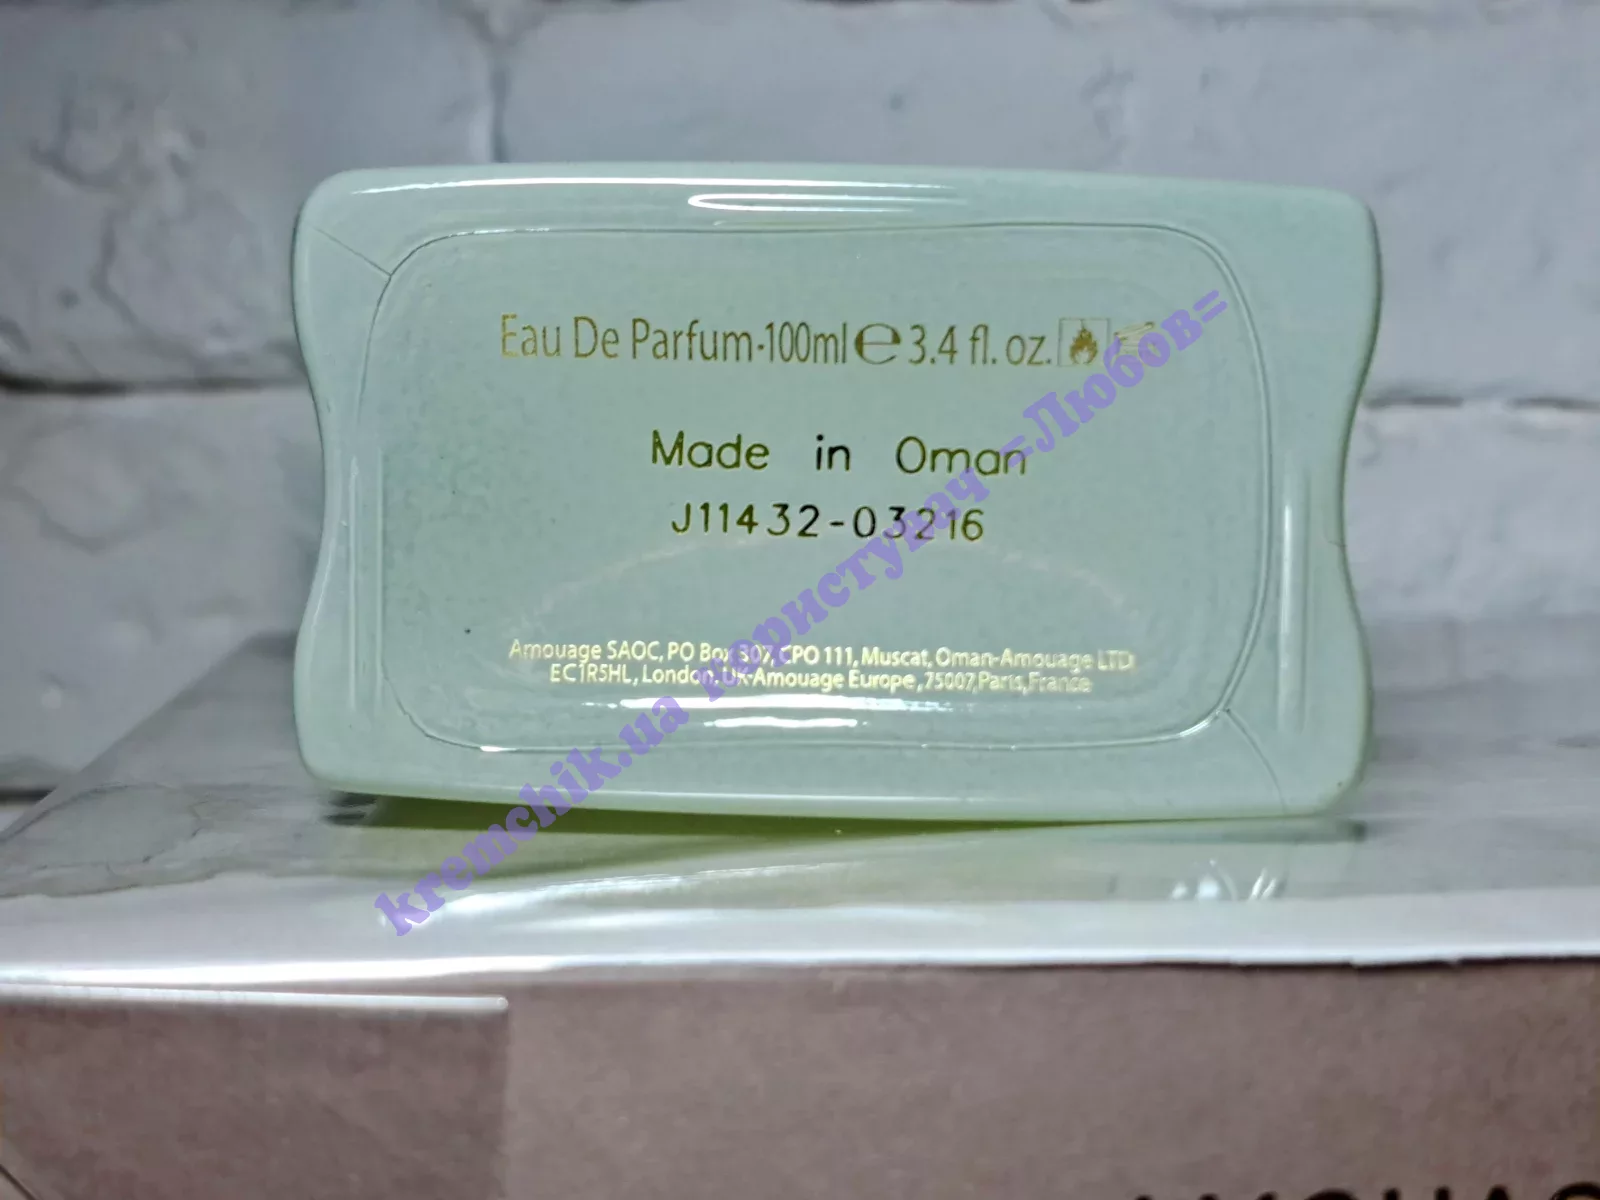 Eau De Parfum·100ml e 3.4 fl. oz.
Made in Oman
J11432-03216
Amouage SAOC, PO Box 307, CPO 111, Muscat, Oman-Amouage LTD
EC1R5HL, London, UK-Amouage Europe, 75007, Paris, France
kremchik.ua користувач =Любов=